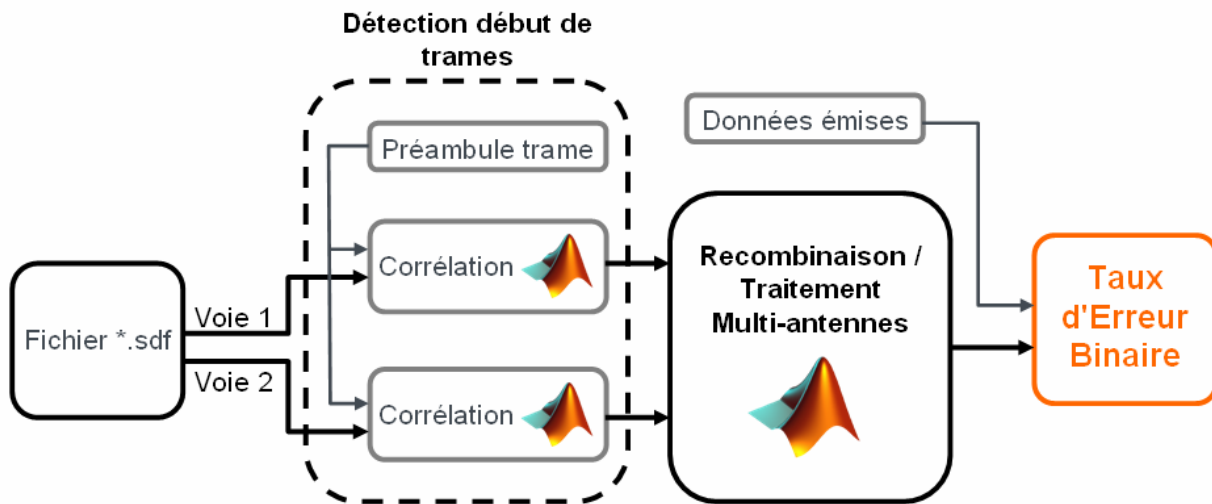 Détection début de
trames
Préambule trame
Données émises
Corrélation
Recombinaison /
Traitement
Multi-antennes
Fichier *.sdf
Voie 1
Voie 2
Corrélation
Taux
d'Erreur
Binaire